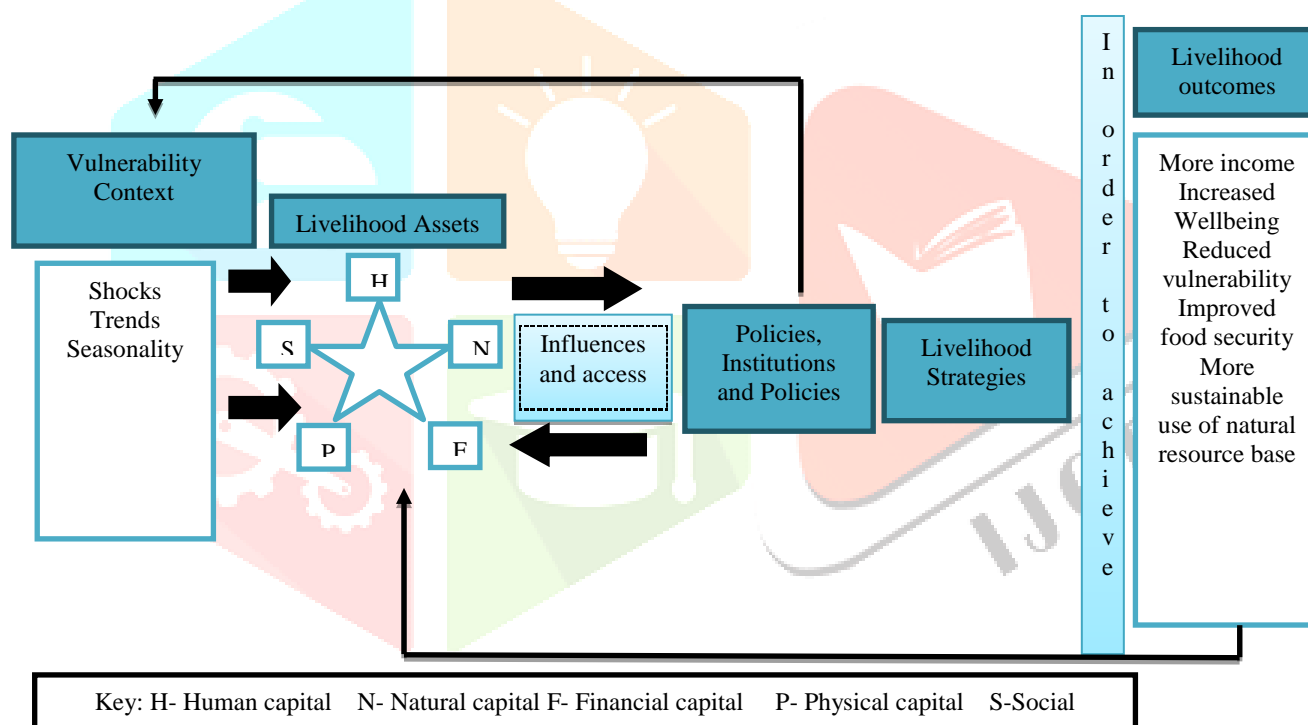 Vulnerability
Context
Shocks
Trends
Seasonality
Livelihood Assets
H
S
N
P
F
Influences
and access
Policies,
Institutions
and Policies
Livelihood
Strategies
In order to achieve
Livelihood
outcomes
More income
Increased
Wellbeing
Reduced
vulnerability
Improved
food security
More
sustainable
use of natural
resource base
IJC
Key: H- Human capital N- Natural capital F- Financial capital P- Physical capital S-Social